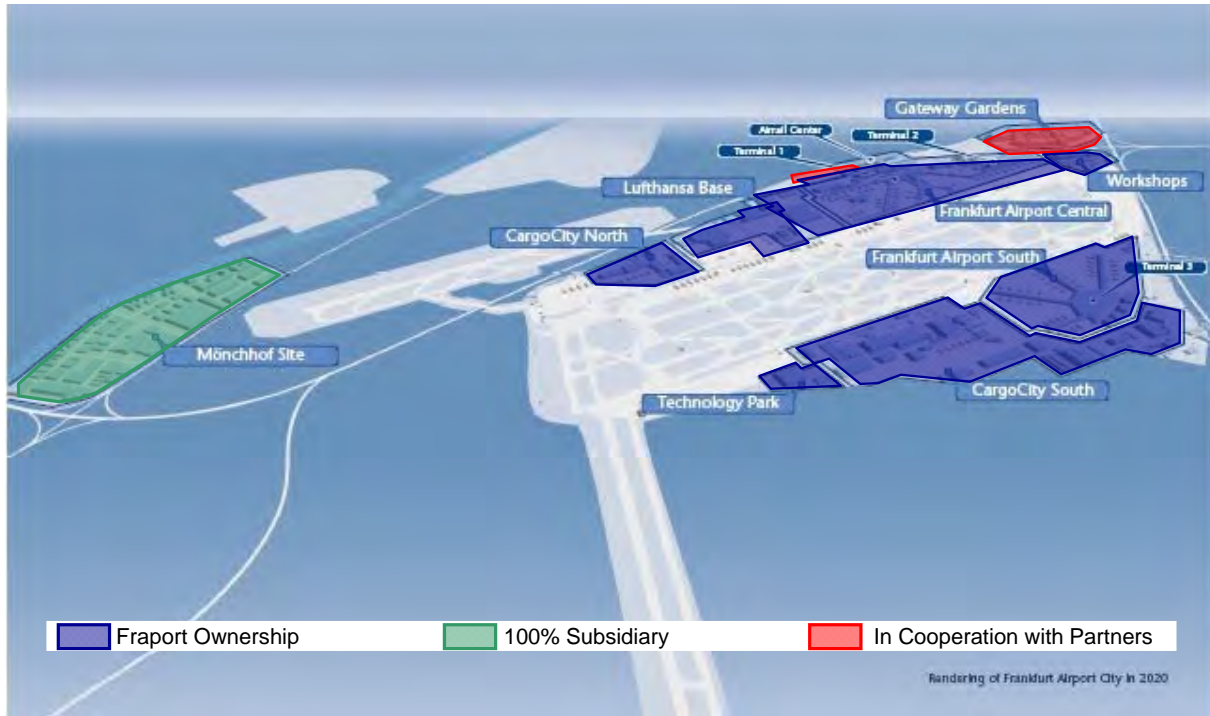 Gateway Gardens
Airrail Center
Terminal 2
Terminal 1
Lufthansa Base
Workshops
Frankfurt Airport Central
CargoCity North
Frankfurt Airport South
Terminal 3
Mönchhof Site
CargoCity South
Technology Park
Fraport Ownership
100% Subsidiary
In Cooperation with Partners
Rendering of Frankfurt Airport City in 2020